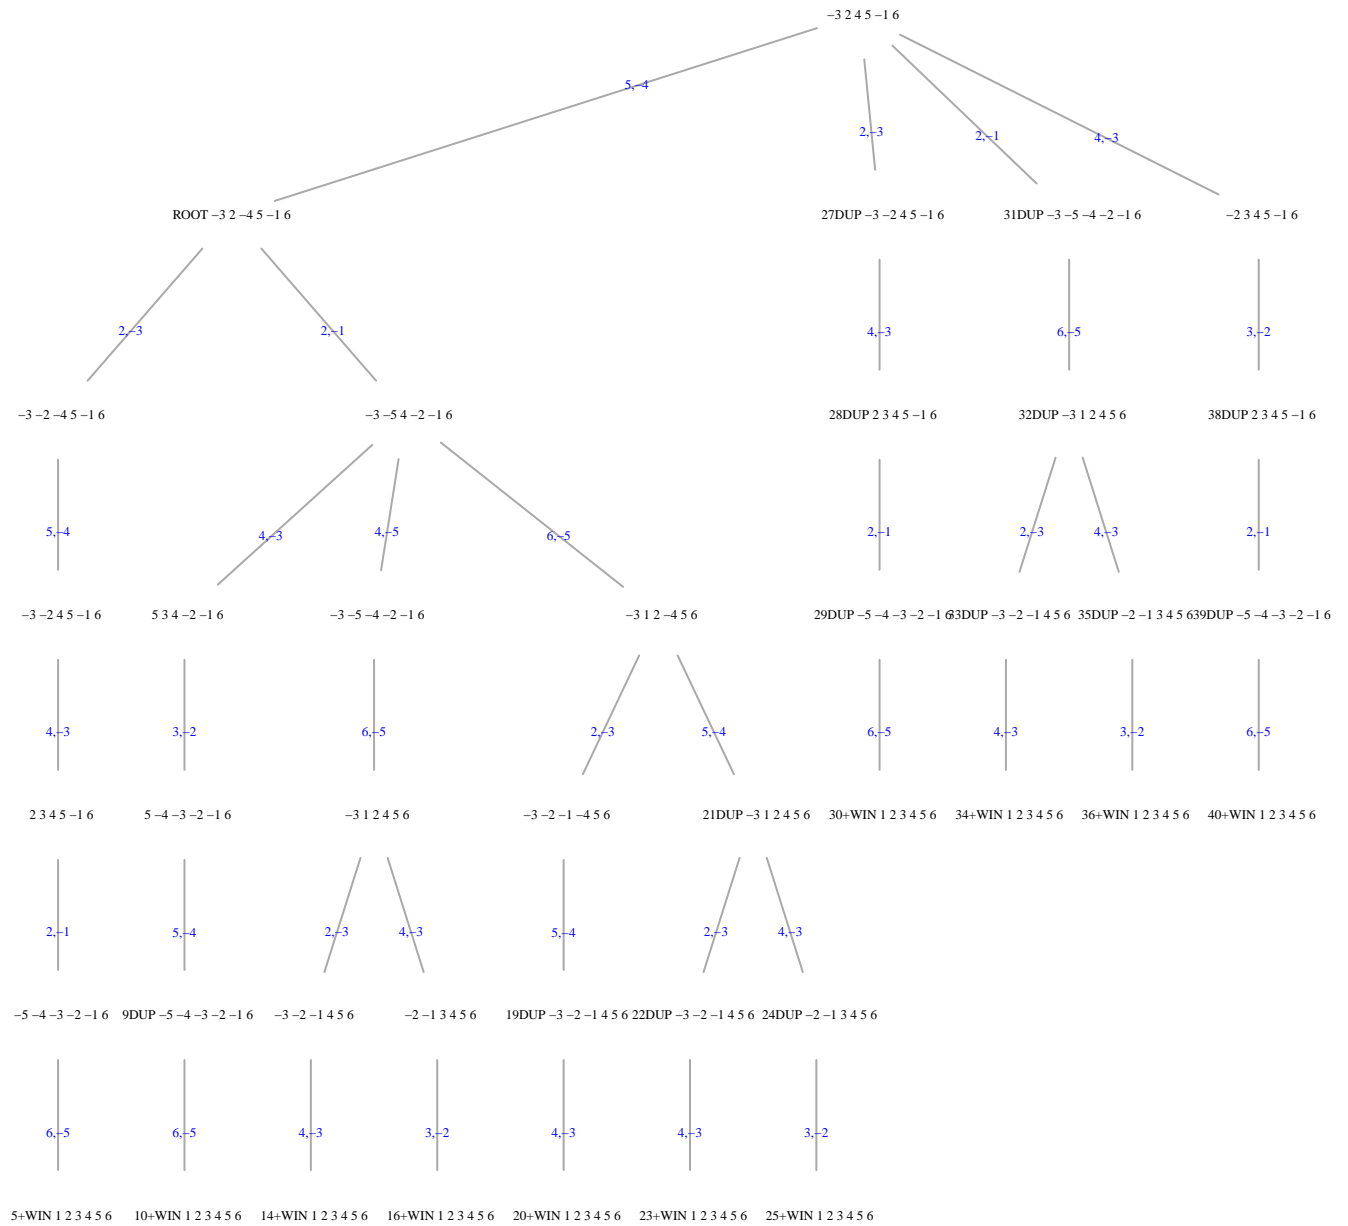 −3 2 4 5 −1 6
5,−4
2,−3
2,−1
4,−3
ROOT −3 2 −4 5 −1 6
27DUP −3 −2 4 5 −1 6
31DUP −3 −5 −4 −2 −1 6
−2 3 4 5 −1 6
2,−3
2,−1
4,−3
6,−5
3,−2
−3 −2 −4 5 −1 6
−3 −5 4 −2 −1 6
28DUP 2 3 4 5 −1 6
32DUP −3 1 2 4 5 6
38DUP 2 3 4 5 −1 6
5,−4
4,−3
4,−5
6,−5
2,−1
2,−3
4,−3
2,−1
−3 −2 4 5 −1 6
5 3 4 −2 −1 6
−3 −5 −4 −2 −1 6
−3 1 2 −4 5 6
29DUP −5 −4 −3 −2 −1 6
33DUP −3 −2 −1 4 5 6
35DUP −2 −1 3 4 5 6
39DUP −5 −4 −3 −2 −1 6
4,−3
3,−2
6,−5
2,−3
5,−4
6,−5
4,−3
3,−2
6,−5
2 3 4 5 −1 6
5 −4 −3 −2 −1 6
−3 1 2 4 5 6
−3 −2 −1 −4 5 6
21DUP −3 1 2 4 5 6
30+WIN 1 2 3 4 5 6
34+WIN 1 2 3 4 5 6
36+WIN 1 2 3 4 5 6
40+WIN 1 2 3 4 5 6
2,−1
5,−4
2,−3
4,−3
5,−4
2,−3
4,−3
−5 −4 −3 −2 −1 6
9DUP −5 −4 −3 −2 −1 6
−3 −2 −1 4 5 6
−2 −1 3 4 5 6
19DUP −3 −2 −1 4 5 6
22DUP −3 −2 −1 4 5 6
24DUP −2 −1 3 4 5 6
6,−5
6,−5
4,−3
3,−2
4,−3
4,−3
3,−2
5+WIN 1 2 3 4 5 6
10+WIN 1 2 3 4 5 6
14+WIN 1 2 3 4 5 6
16+WIN 1 2 3 4 5 6
20+WIN 1 2 3 4 5 6
23+WIN 1 2 3 4 5 6
25+WIN 1 2 3 4 5 6